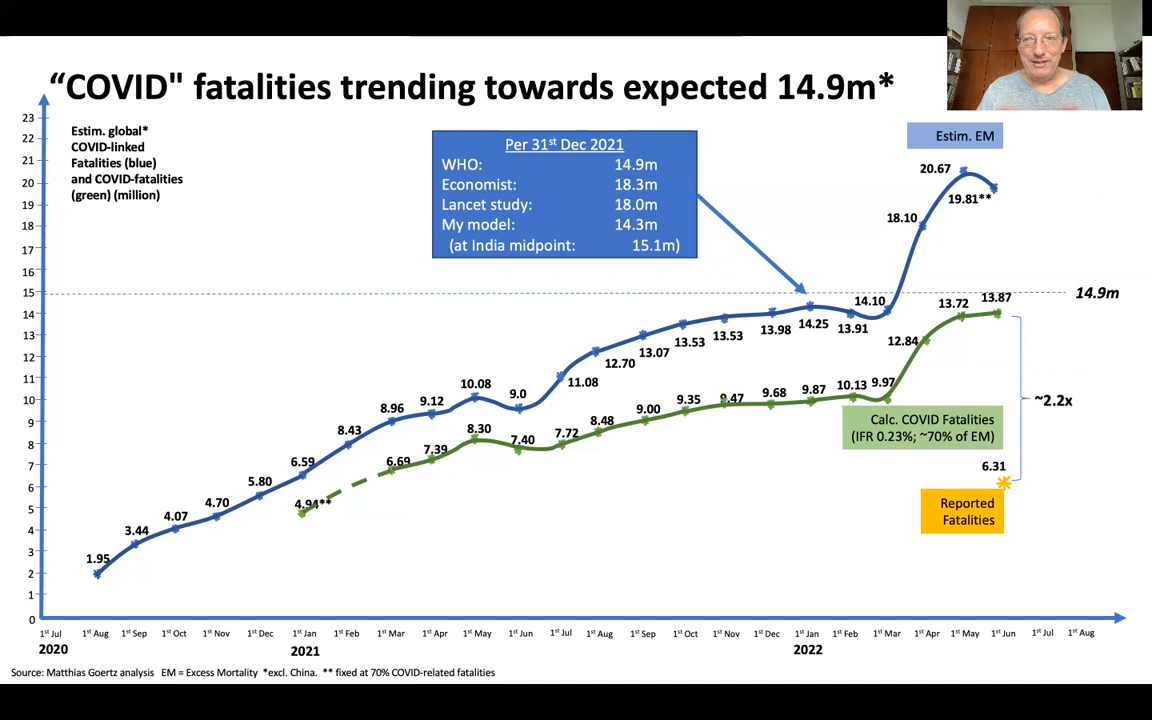 “COVID" fatalities trending towards expected 14.9m*
Estim. global*
COVID-linked
Fatalities (blue)
and COVID-fatalities
(green) (million)
Per 31st Dec 2021
WHO: 14.9m
Economist: 18.3m
Lancet study: 18.0m
My model: 14.3m
(at India midpoint: 15.1m)
Estim. EM
23
22
21
20
19
18
17
16
15
14
13
12
11
10
9
8
7
6
5
4
3
2
1
0
1.95
3.44
4.07
4.70
5.80
6.59
8.43
8.96
9.12
10.08
9.0
11.08
12.70
13.07
13.53
13.53
13.98
14.25
13.91
14.10
18.10
20.67
19.81**
14.9m
4.94**
6.69
7.39
8.30
7.40
7.72
8.48
9.00
9.35
9.47
9.68
9.87
10.13
9.97
12.84
13.72
13.87
~2.2x
Calc. COVID Fatalities
(IFR 0.23%; ~70% of EM)
6.31
Reported
Fatalities
1st Jul 1st Aug 1st Sep 1st Oct 1st Nov 1st Dec 1st Jan 1st Feb 1st Mar 1st Apr 1st May 1st Jun 1st Jul 1st Aug 1st Sep 1st Oct 1st Nov 1st Dec 1st Jan 1st Feb 1st Mar 1st Apr 1st May 1st Jun 1st Jul 1st Aug
2020 2021 2022
Source: Matthias Goertz analysis EM = Excess Mortality *excl. China. ** fixed at 70% COVID-related fatalities